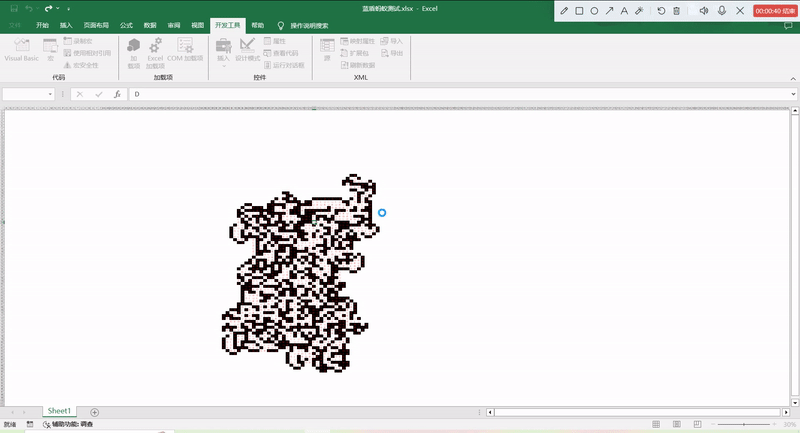 蓝盾蚂蚁测试.xlsx - Excel
00:00:40 结束
文件 开始 插入 页面布局 公式 数据 审阅 视图 开发工具 帮助 操作说明搜索
Visual Basic 宏 录制宏 使用相对引用 宏安全性
代码
加载项 Excel 加载项 COM 加载项
加载项
插入 设计模式 属性 查看代码 运行对话框
控件
源 映射属性 扩展包 刷新数据 导入 导出
XML
fx D
Sheet1
就绪 辅助功能: 调查 30%